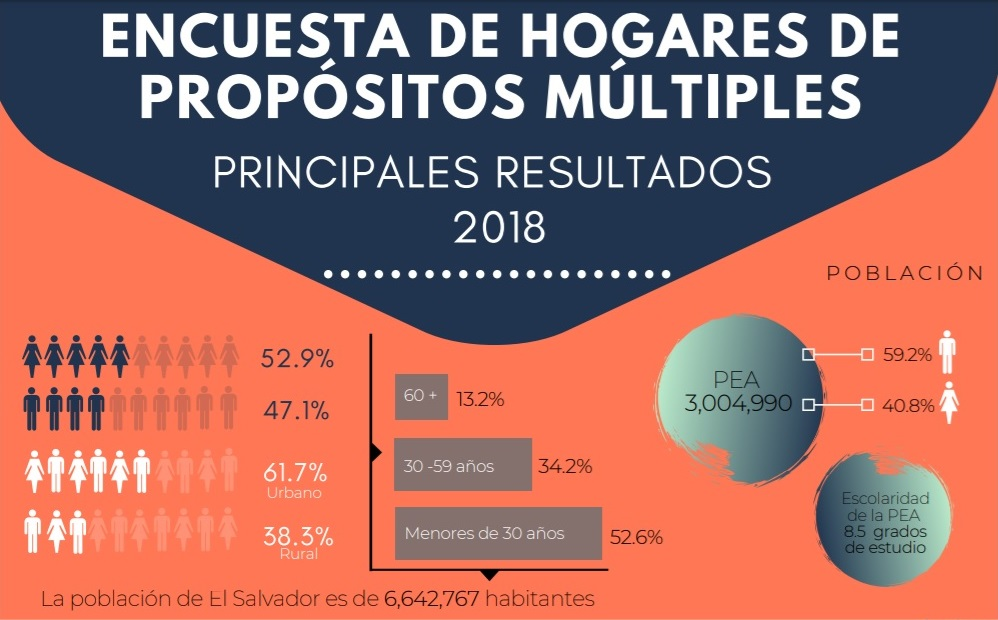 ENCUESTA DE HOGARES DE
PROPÓSITOS MÚLTIPLES
PRINCIPALES RESULTADOS
2018
52.9%
47.1%
61.7%
Urbano
38.3%
Rural
60 +
13.2%
30 -59 años
34.2%
Menores de 30 años
52.6%
La población de El Salvador es de 6,642,767 habitantes
POBLACIÓN
PEA
3,004,990
59.2%
40.8%
Escolaridad
de la PEA
8.5 grados
de estudio